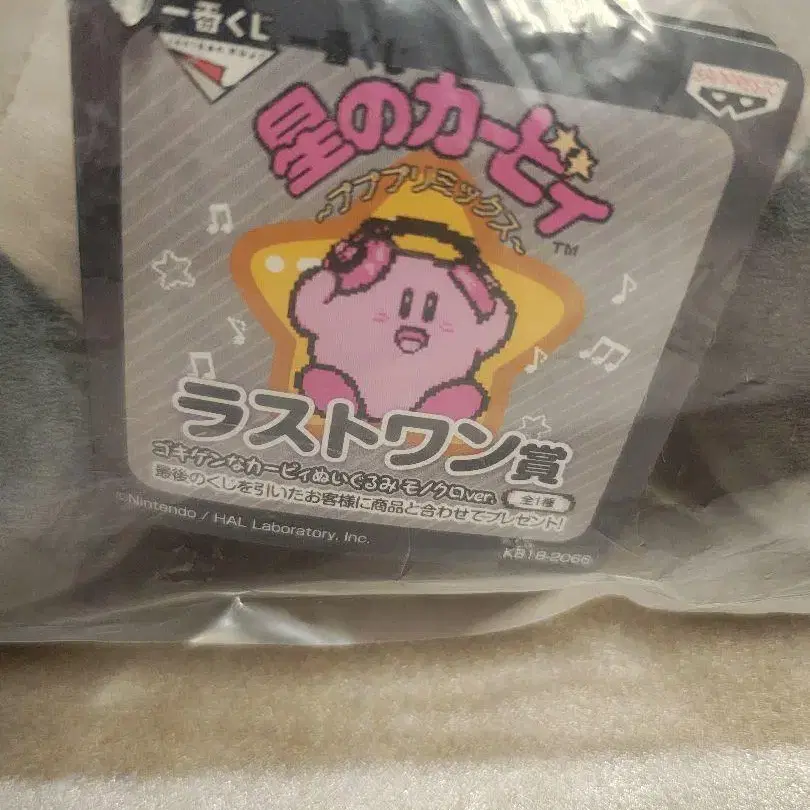 一番くじ
BANPRESTO
星のカービィ
~プププリミックス~
TM
ラストワン賞
ゴキゲンなカービィぬいぐるみ モノクロver.
全1種
最後のくじを引いたお客様に商品と合わせてプレゼント!
©Nintendo / HAL Laboratory, Inc.